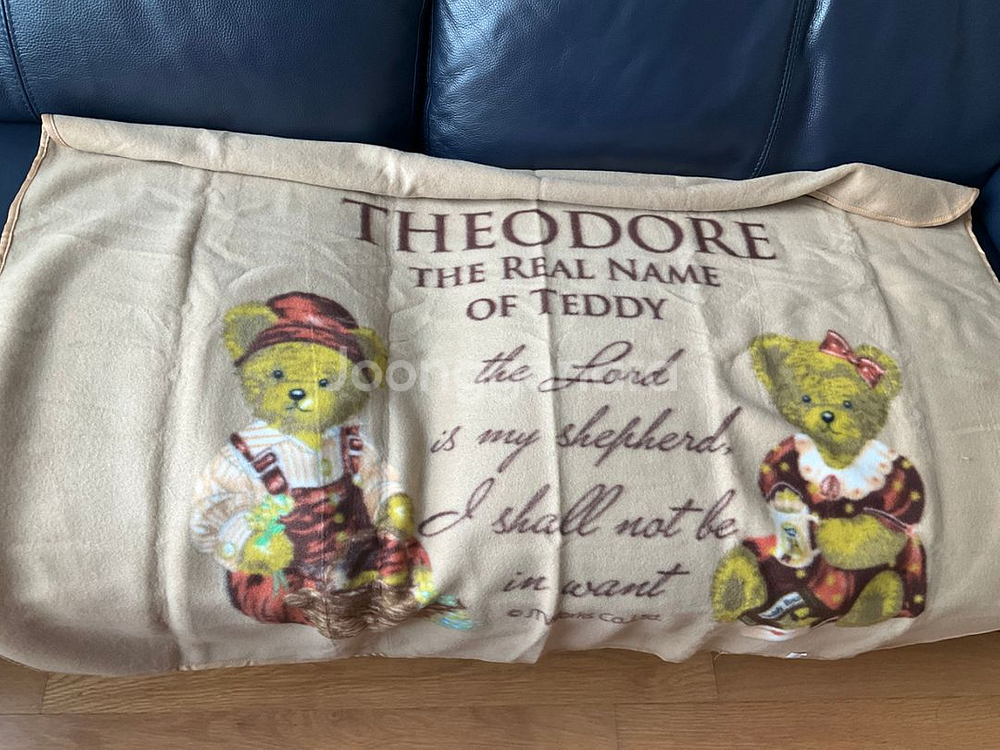 THEODORE
THE REAL NAME
OF TEDDY
the Lord
is my shepherd,
I shall not be
in want